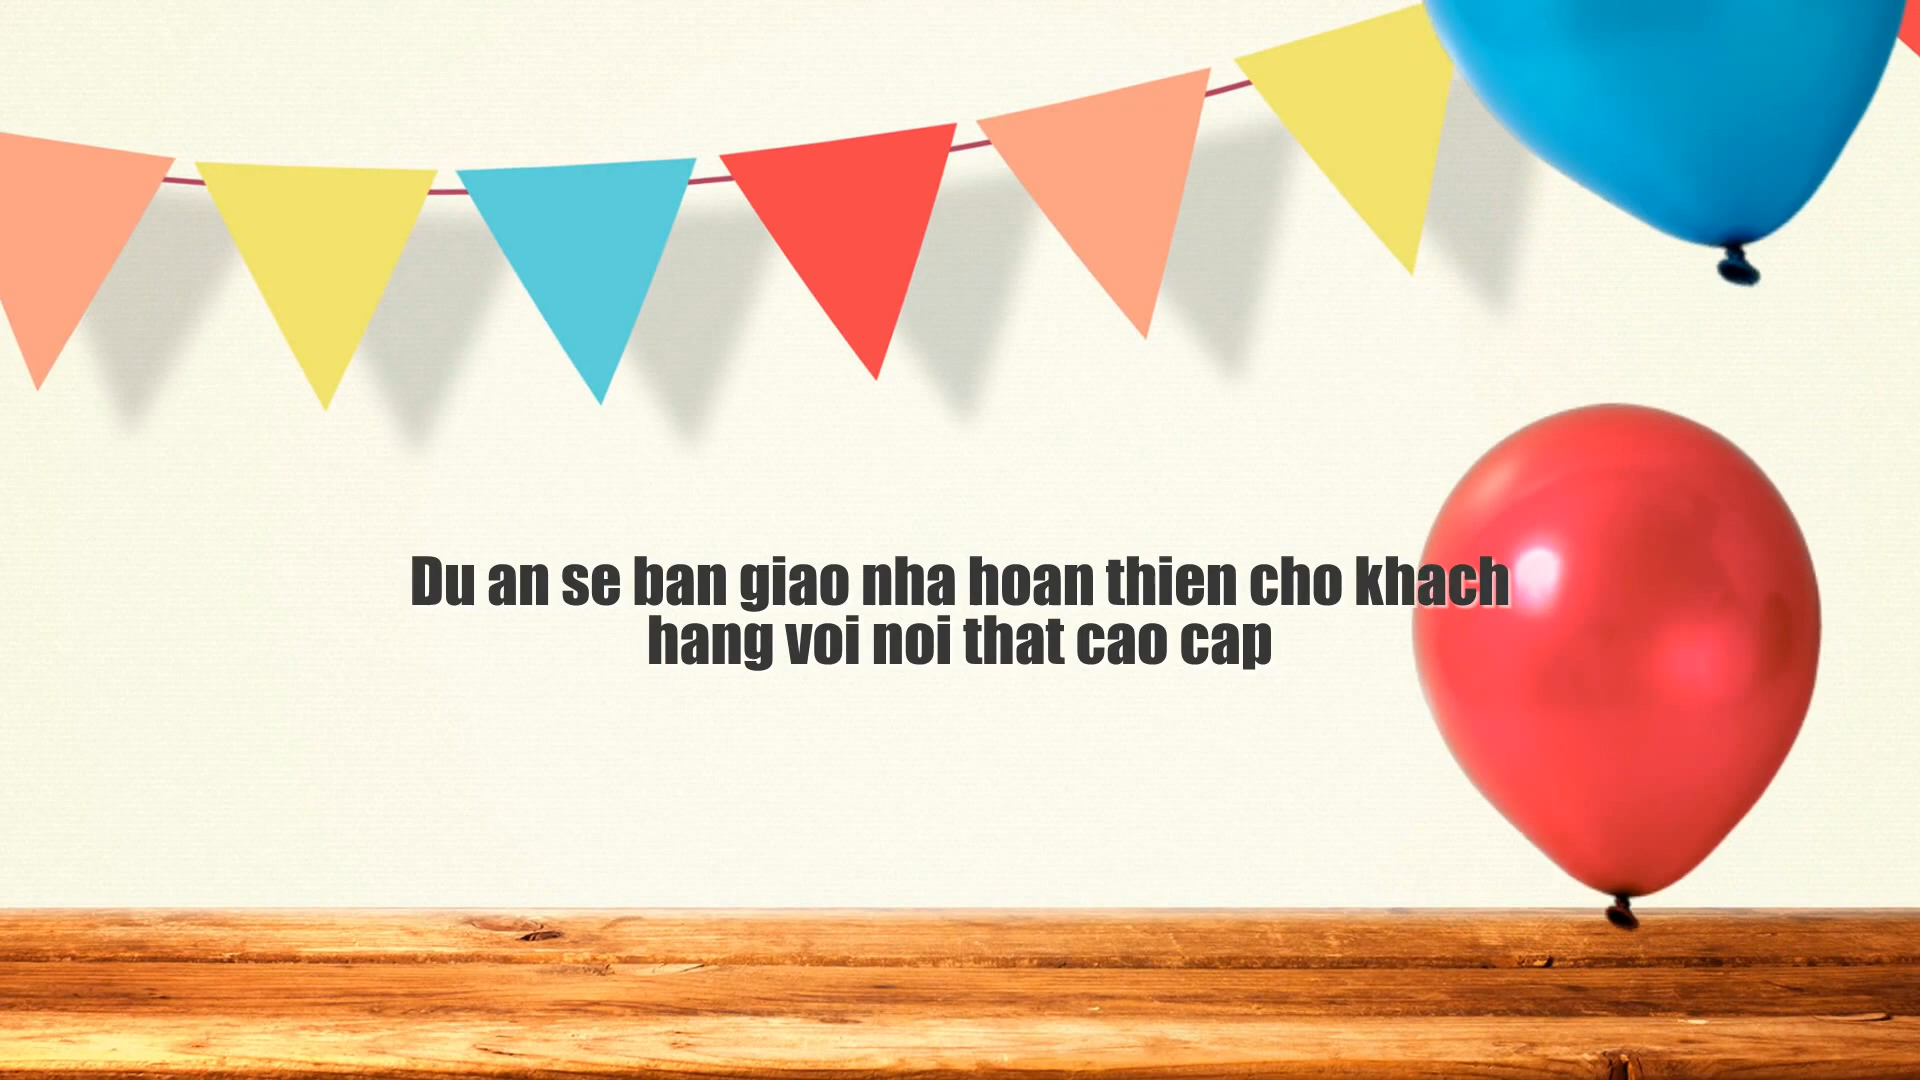 Du an se ban giao nha hoan thien cho khach
hang voi noi that cao cap